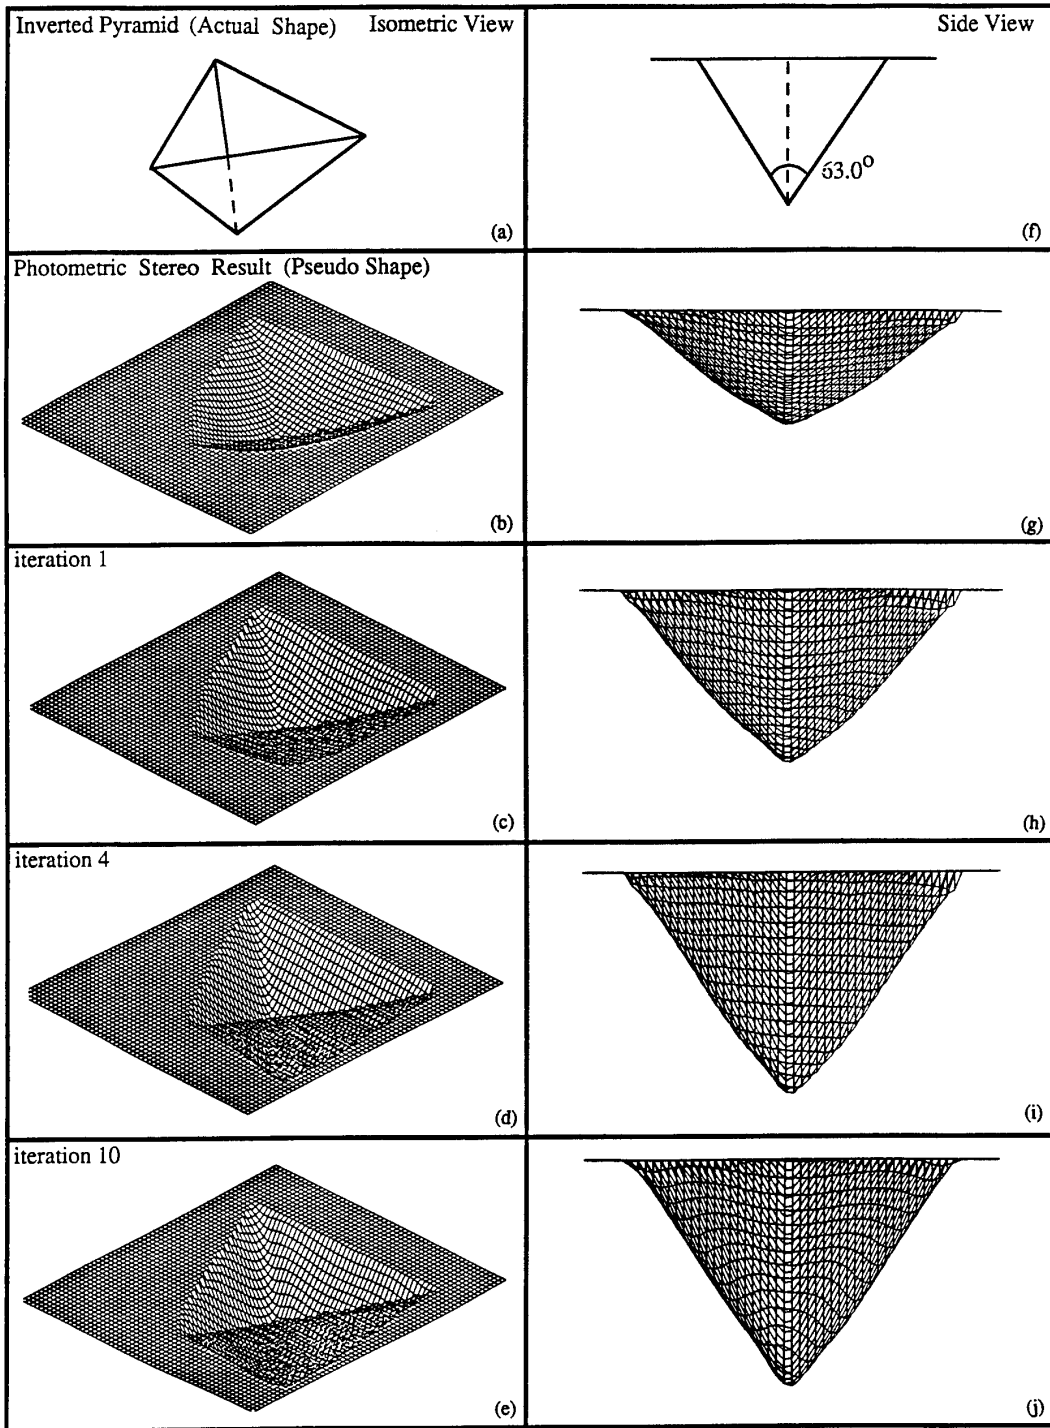 Inverted Pyramid (Actual Shape) Isometric View
(a)
Side View
63.0°
(f)
Photometric Stereo Result (Pseudo Shape)
(b)
(g)
iteration 1
(c)
(h)
iteration 4
(d)
(i)
iteration 10
(e)
(j)